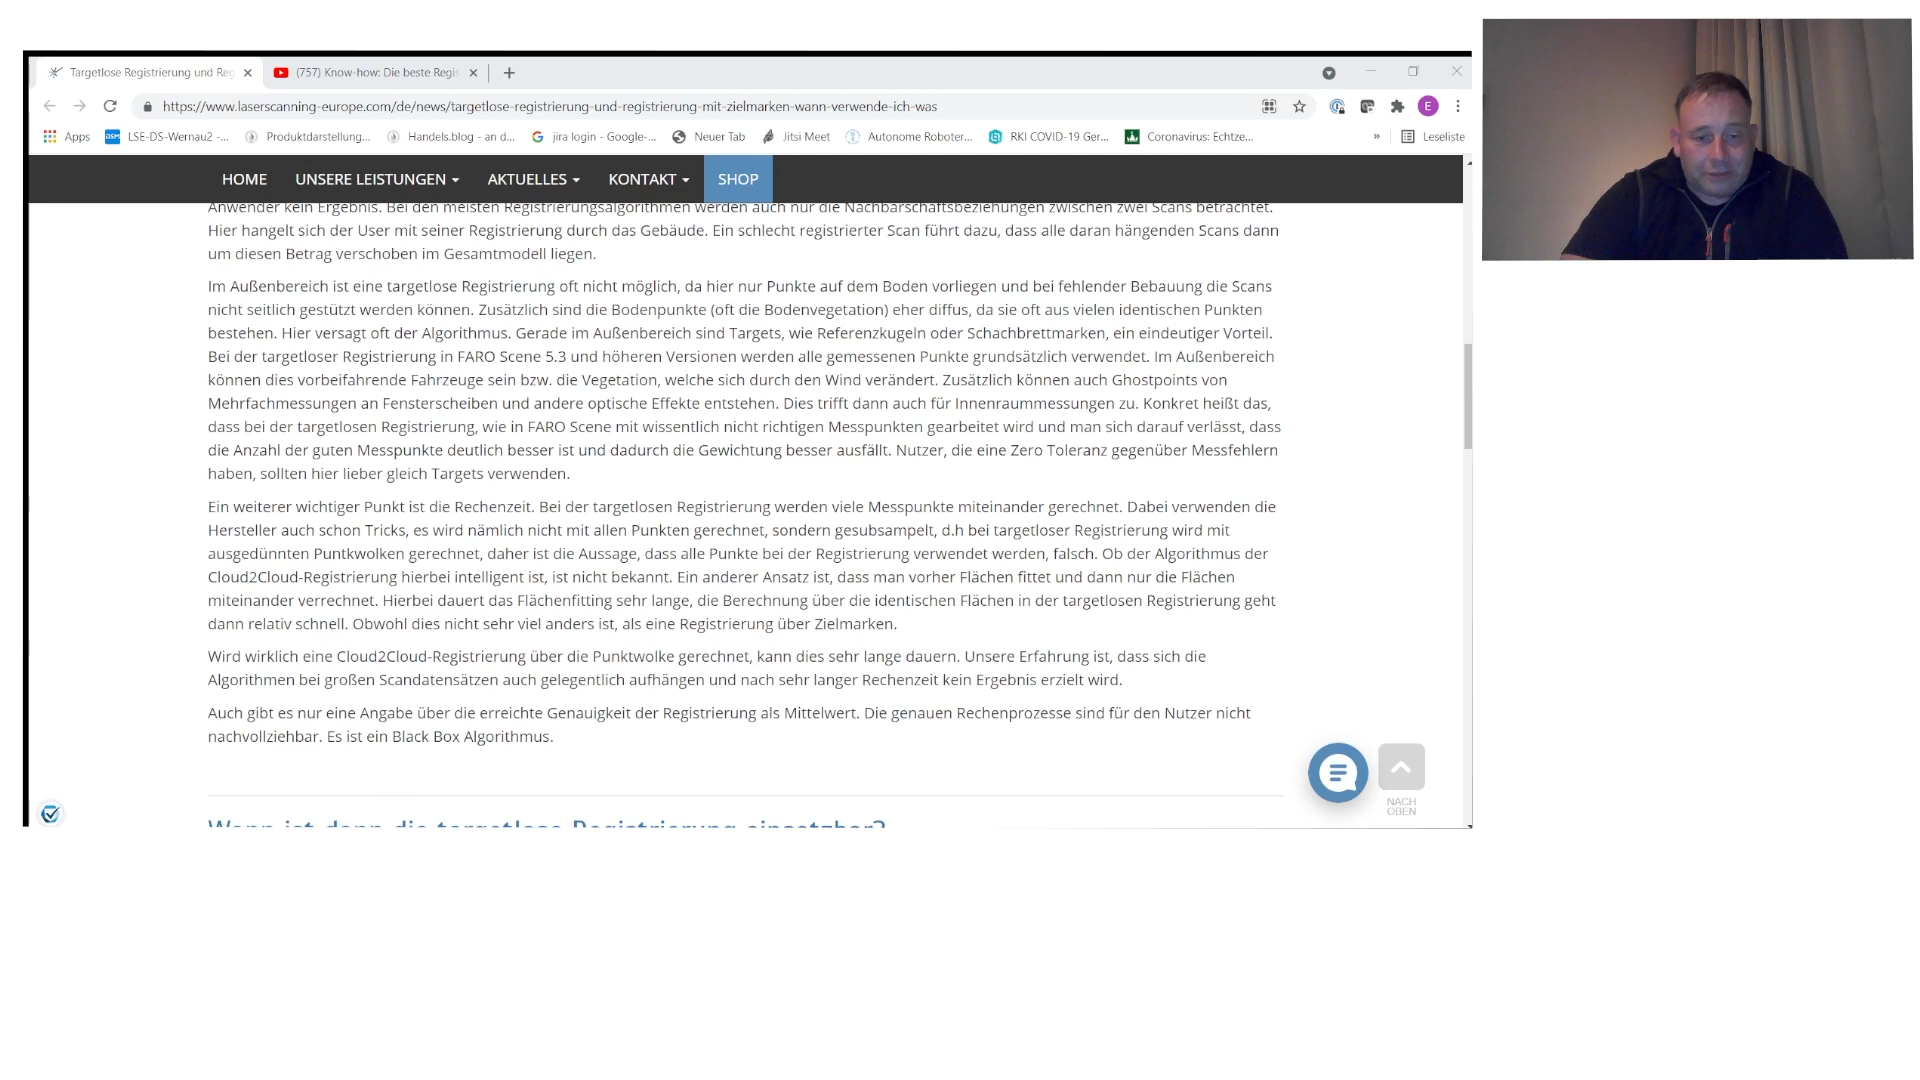 Targetlose Registrierung und Reg
(757) Know-how: Die beste Regis
https://www.laserscanning-europe.com/de/news/targetlose-registrierung-und-registrierung-mit-zielmarken-wann-verwende-ich-was
E
Apps
LSE-DS-Wernau2 -...
Produktdarstellung...
Handels.blog - an d...
jira login - Google-...
Neuer Tab
Jitsi Meet
Autonome Roboter...
RKI COVID-19 Ger...
Coronavirus: Echtze...
»
Leseliste
HOME
UNSERE LEISTUNGEN
AKTUELLES
KONTAKT
SHOP
Anwender kein Ergebnis. Bei den meisten Registrierungsalgorithmen werden auch nur die Nachbarschaftsbeziehungen zwischen zwei Scans betrachtet.
Hier hangelt sich der User mit seiner Registrierung durch das Gebäude. Ein schlecht registrierter Scan führt dazu, dass alle daran hängenden Scans dann
um diesen Betrag verschoben im Gesamtmodell liegen.
Im Außenbereich ist eine targetlose Registrierung oft nicht möglich, da hier nur Punkte auf dem Boden vorliegen und bei fehlender Bebauung die Scans
nicht seitlich gestützt werden können. Zusätzlich sind die Bodenpunkte (oft die Bodenvegetation) eher diffus, da sie oft aus vielen identischen Punkten
bestehen. Hier versagt oft der Algorithmus. Gerade im Außenbereich sind Targets, wie Referenzkugeln oder Schachbrettmarken, ein eindeutiger Vorteil.
Bei der targetloser Registrierung in FARO Scene 5.3 und höheren Versionen werden alle gemessenen Punkte grundsätzlich verwendet. Im Außenbereich
können dies vorbeifahrende Fahrzeuge sein bzw. die Vegetation, welche sich durch den Wind verändert. Zusätzlich können auch Ghostpoints von
Mehrfachmessungen an Fensterscheiben und andere optische Effekte entstehen. Dies trifft dann auch für Innenraummessungen zu. Konkret heißt das,
dass bei der targetlosen Registrierung, wie in FARO Scene mit wissentlich nicht richtigen Messpunkten gearbeitet wird und man sich darauf verlässt, dass
die Anzahl der guten Messpunkte deutlich besser ist und dadurch die Gewichtung besser ausfällt. Nutzer, die eine Zero Toleranz gegenüber Messfehlern
haben, sollten hier lieber gleich Targets verwenden.
Ein weiterer wichtiger Punkt ist die Rechenzeit. Bei der targetlosen Registrierung werden viele Messpunkte miteinander gerechnet. Dabei verwenden die
Hersteller auch schon Tricks, es wird nämlich nicht mit allen Punkten gerechnet, sondern gesubsampelt, d.h bei targetloser Registrierung wird mit
ausgedünnten Puntkwolken gerechnet, daher ist die Aussage, dass alle Punkte bei der Registrierung verwendet werden, falsch. Ob der Algorithmus der
Cloud2Cloud-Registrierung hierbei intelligent ist, ist nicht bekannt. Ein anderer Ansatz ist, dass man vorher Flächen fittet und dann nur die Flächen
miteinander verrechnet. Hierbei dauert das Flächenfitting sehr lange, die Berechnung über die identischen Flächen in der targetlosen Registrierung geht
dann relativ schnell. Obwohl dies nicht sehr viel anders ist, als eine Registrierung über Zielmarken.
Wird wirklich eine Cloud2Cloud-Registrierung über die Punktwolke gerechnet, kann dies sehr lange dauern. Unsere Erfahrung ist, dass sich die
Algorithmen bei großen Scandatensätzen auch gelegentlich aufhängen und nach sehr langer Rechenzeit kein Ergebnis erzielt wird.
Auch gibt es nur eine Angabe über die erreichte Genauigkeit der Registrierung als Mittelwert. Die genauen Rechenprozesse sind für den Nutzer nicht
nachvollziehbar. Es ist ein Black Box Algorithmus.
NACH
OBEN
Wann ist denn die targetlose Registrierung einsetzbar?